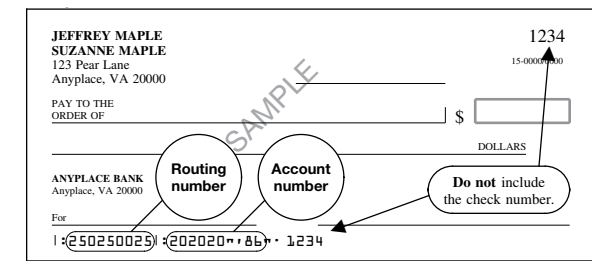 JEFFREY MAPLE
SUZANNE MAPLE
123 Pear Lane
Anyplace, VA 20000
1234
15-0000/0000
SAMPLE
PAY TO THE
ORDER OF
$
DOLLARS
ANYPLACE BANK
Anyplace, VA 20000
Routing
number
Account
number
Do not include
the check number.
For
|:250250025|:202020"'86". 1234